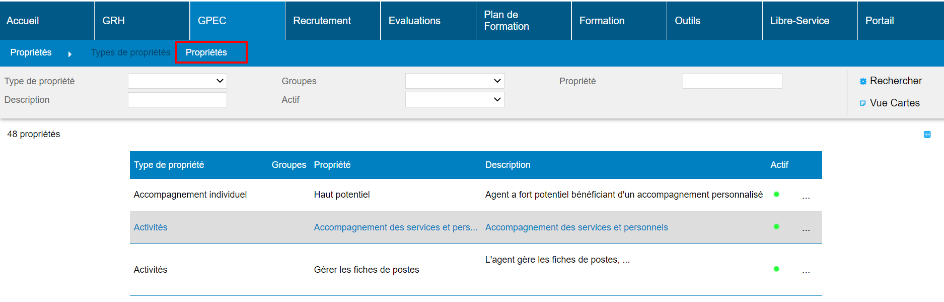 Accueil GRH GPEC Recrutement Evaluations Plan de Formation Formation Outils Libre-Service Portail
Propriétés Types de propriétés Propriétés
Type de propriété Groupes Propriété Rechercher
Description Actif Vue Cartes
48 propriétés
Type de propriété Groupes Propriété Description Actif
Accompagnement individuel Haut potentiel Agent a fort potentiel bénéficiant d'un accompagnement personnalisé ...
Activités Accompagnement des services et pers... Accompagnement des services et personnels ...
Activités Gérer les fiches de postes L'agent gère les fiches de postes, ... ...